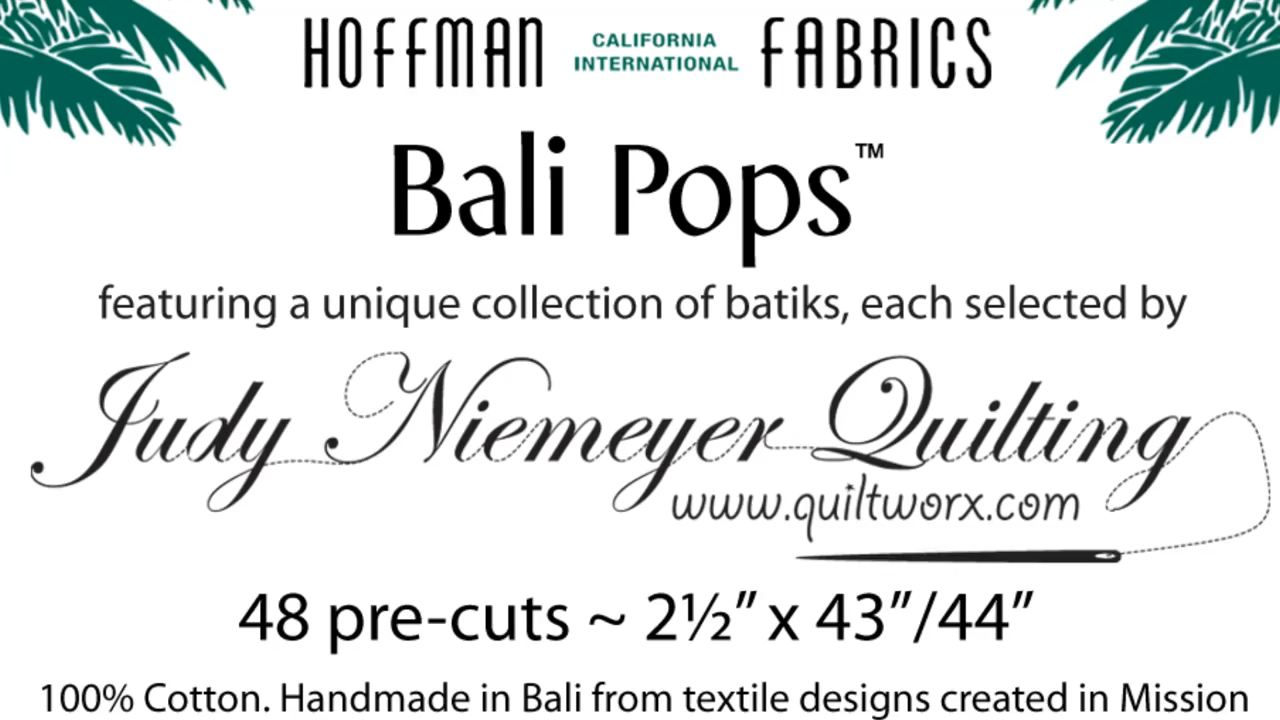 HOFFMAN CALIFORNIA INTERNATIONAL FABRICS
Bali Pops™
featuring a unique collection of batiks, each selected by
Judy Niemeyer Quilting
www.quiltworx.com
48 pre-cuts ~ 2½” x 43”/44”
100% Cotton. Handmade in Bali from textile designs created in Mission